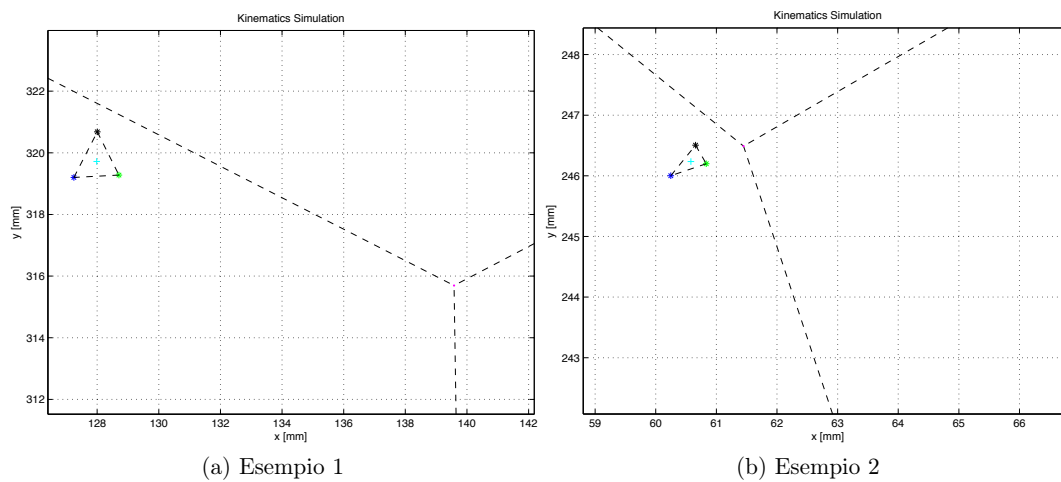 Kinematics Simulation
322
320
318
316
314
312
y [mm]
128 130 132 134 136 138 140 142
x [mm]
(a) Esempio 1
Kinematics Simulation
248
247
246
245
244
243
y [mm]
59 60 61 62 63 64 65 66
x [mm]
(b) Esempio 2